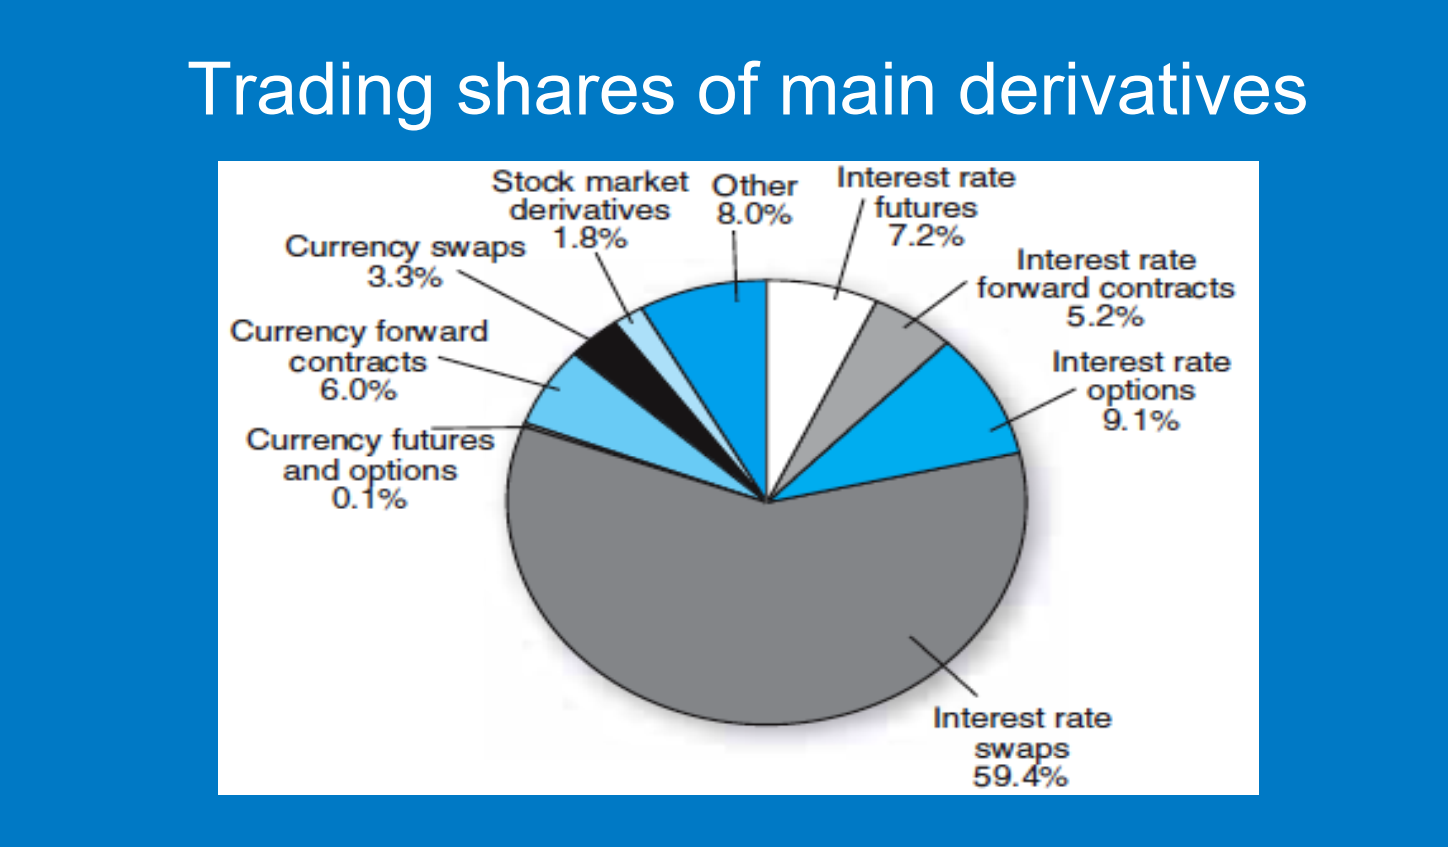 Trading shares of main derivatives
Stock market
derivatives
1.8%
Other
8.0%
Interest rate
futures
7.2%
Currency swaps
3.3%
Interest rate
forward contracts
5.2%
Currency forward
contracts
6.0%
Interest rate
options
9.1%
Currency futures
and options
0.1%
Interest rate
swaps
59.4%